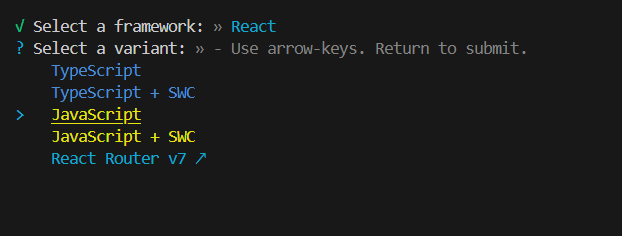 √ Select a framework: » React
? Select a variant: » - Use arrow-keys. Return to submit.
TypeScript
TypeScript + SWC
> JavaScript
JavaScript + SWC
React Router v7 ↗